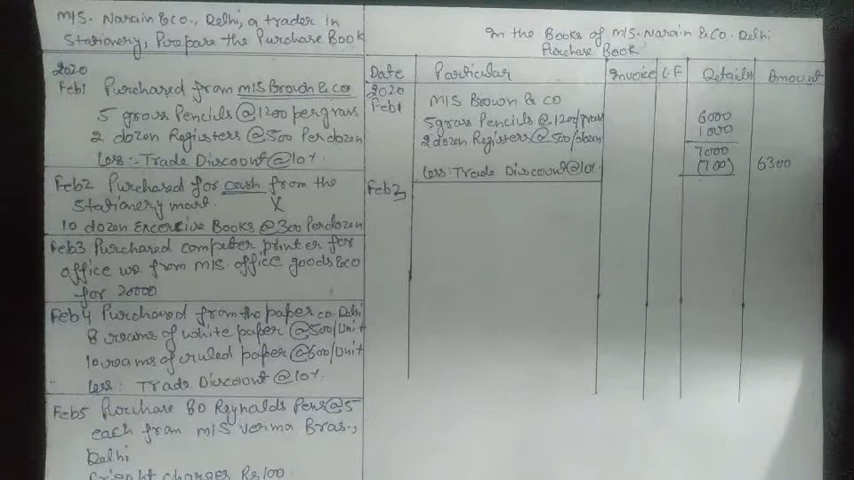 M/S. Narain & Co., Delhi, a trader in
Stationery, Prepare the Purchase Book
2020
Feb1 Purchased from M/S Brown & co
5 gross Pencils @1200 per gross
2 dozen Registers @500 Per dozen
Less:- Trade Discount @10%
Feb2 Purchased for cash from the
Stationery mart. X
10 dozen Excercive Books @300 Per dozen
Feb3 Purchased computer printer for
office use from M/S. office goods & co
for 20000
Feb4 Purchased from the paper co Delhi
8 reams of white paper @500/Unit
10 reams of ruled paper @600/Unit
Less: Trade Discount @10%
Feb5 Purchase 80 Reynalds Pens @5
each from M/S Verma Bros.,
Delhi
freight charges Rs 100
In the Books of M/S. Narain & Co. Delhi
Purchase Book
Date Particular Invoice L.F Details Amount
2020
Feb1 M/S Brown & CO
5 gross Pencils @1200/gross 6000
2 dozen Registers @500/dozen 1000
7000
Less: Trade Discount @10% (700) 6300
Feb2